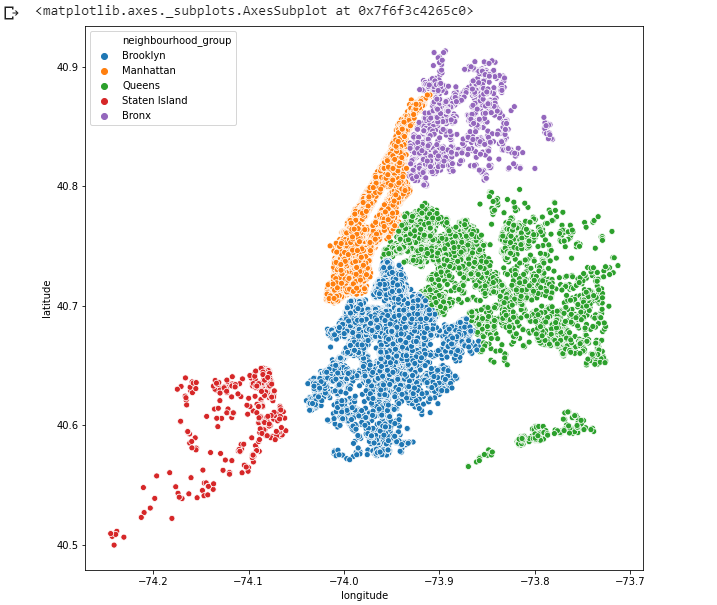 <matplotlib.axes._subplots.AxesSubplot at 0x7f6f3c4265c0>
neighbourhood_group
Brooklyn
Manhattan
Queens
Staten Island
Bronx
40.9
40.8
40.7
40.6
40.5
latitude
−74.2 −74.1 −74.0 −73.9 −73.8 −73.7
longitude